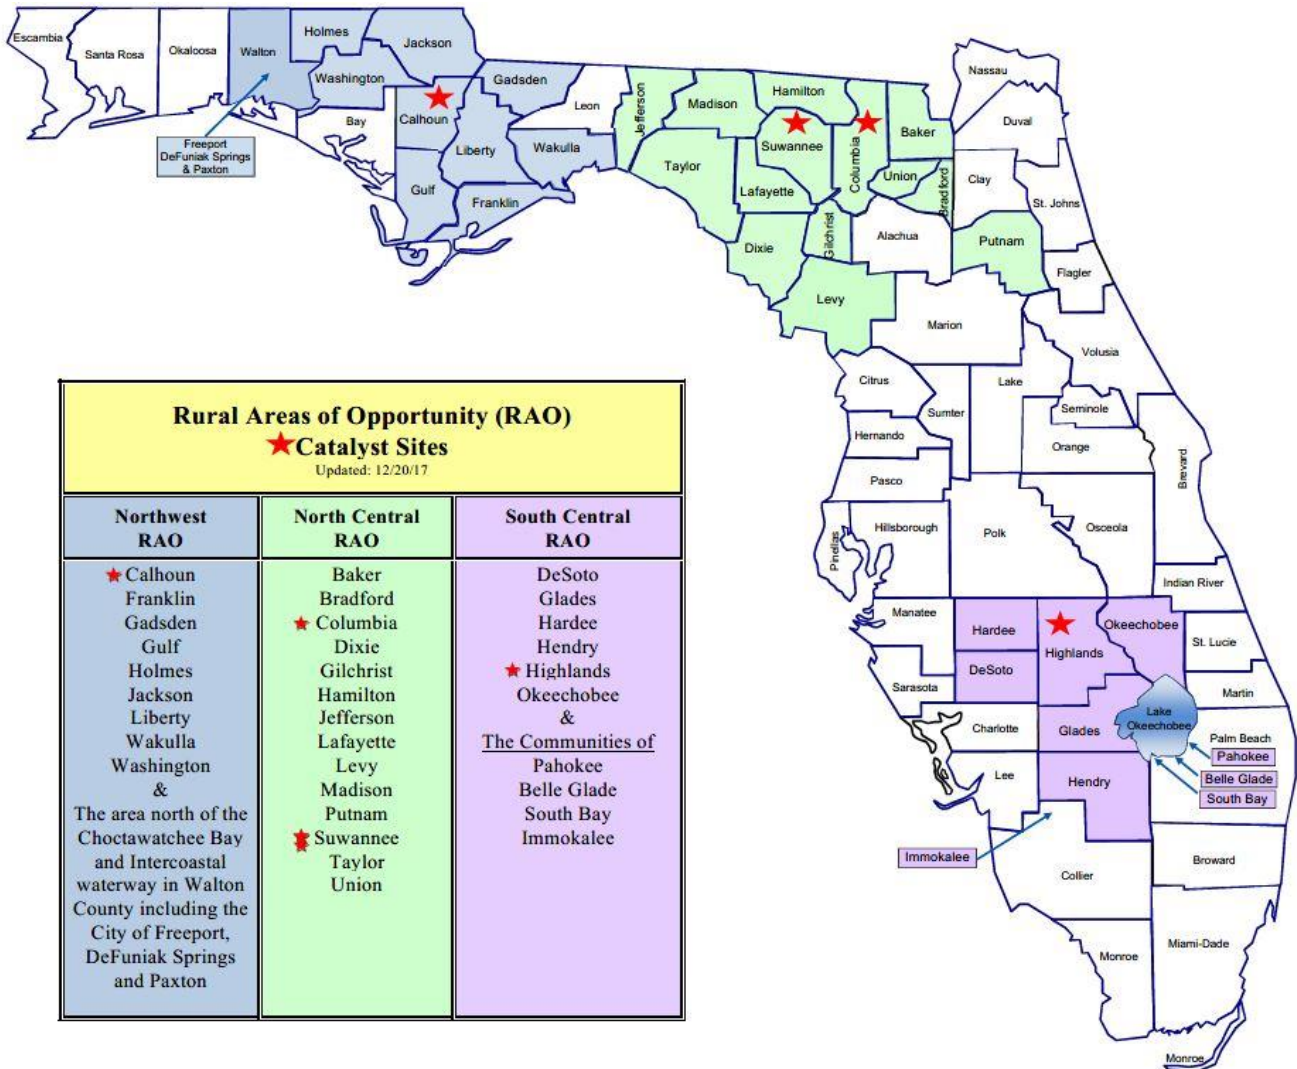 Escambia
Santa Rosa
Okaloosa
Walton
Holmes
Jackson
Washington
Gadsden
Bay
Calhoun
Leon
Liberty
Wakulla
Gulf
Franklin
Freeport
DeFuniak Springs
& Paxton
Jefferson
Madison
Hamilton
Suwannee
Columbia
Baker
Nassau
Duval
Taylor
Lafayette
Union
Bradford
Clay
St. Johns
Gilchrist
Alachua
Putnam
Dixie
Flagler
Levy
Marion
Volusia
Citrus
Lake
Sumter
Seminole
Hernando
Orange
Brevard
Pasco
Hillsborough
Polk
Osceola
Pinellas
Indian River
Manatee
Hardee
Okeechobee
Highlands
St. Lucie
DeSoto
Sarasota
Martin
Lake
Okeechobee
Charlotte
Glades
Palm Beach
Pahokee
Lee
Hendry
Belle Glade
South Bay
Immokalee
Collier
Broward
Monroe
Miami-Dade
Monroe
Rural Areas of Opportunity (RAO)
Catalyst Sites
Updated: 12/20/17
Northwest
RAO
Calhoun
Franklin
Gadsden
Gulf
Holmes
Jackson
Liberty
Wakulla
Washington
&
The area north of the
Choctawatchee Bay
and Intercoastal
waterway in Walton
County including the
City of Freeport,
DeFuniak Springs
and Paxton
North Central
RAO
Baker
Bradford
Columbia
Dixie
Gilchrist
Hamilton
Jefferson
Lafayette
Levy
Madison
Putnam
Suwannee
Taylor
Union
South Central
RAO
DeSoto
Glades
Hardee
Hendry
Highlands
Okeechobee
&
The Communities of
Pahokee
Belle Glade
South Bay
Immokalee